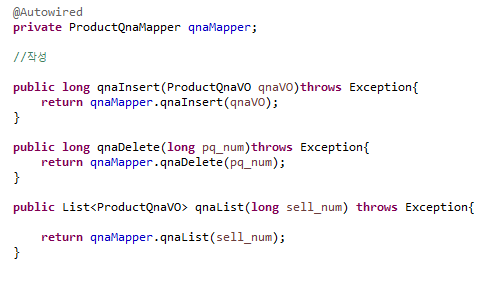 @Autowired
private ProductQnaMapper qnaMapper;
//작성
public long qnaInsert(ProductQnaVO qnaVO)throws Exception{
return qnaMapper.qnaInsert(qnaVO);
}
public long qnaDelete(long pq_num)throws Exception{
return qnaMapper.qnaDelete(pq_num);
}
public List<ProductQnaVO> qnaList(long sell_num) throws Exception{
return qnaMapper.qnaList(sell_num);
}